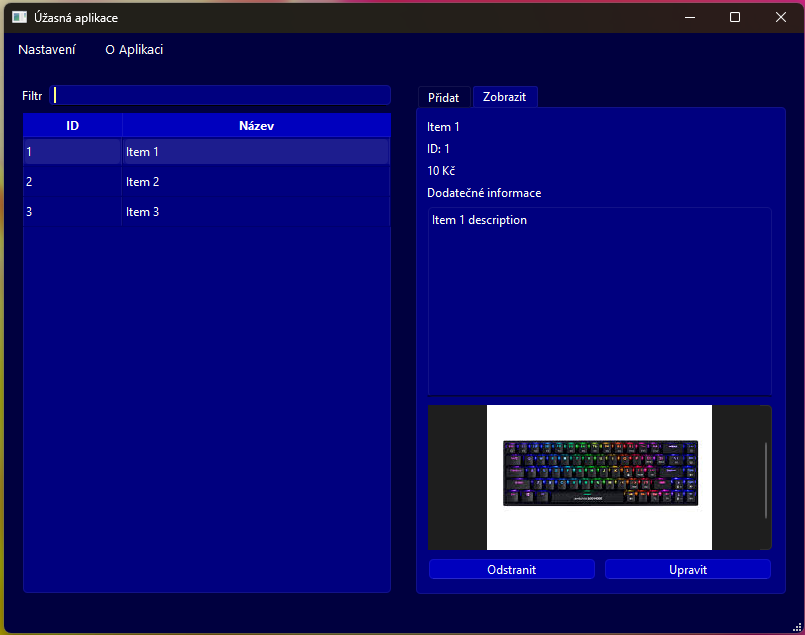 Úžasná aplikace
Nastavení O Aplikaci
Filtr
ID Název
1 Item 1
2 Item 2
3 Item 3
Přidat Zobrazit
Item 1
ID: 1
10 Kč
Dodatečné informace
Item 1 description
Odstranit Upravit